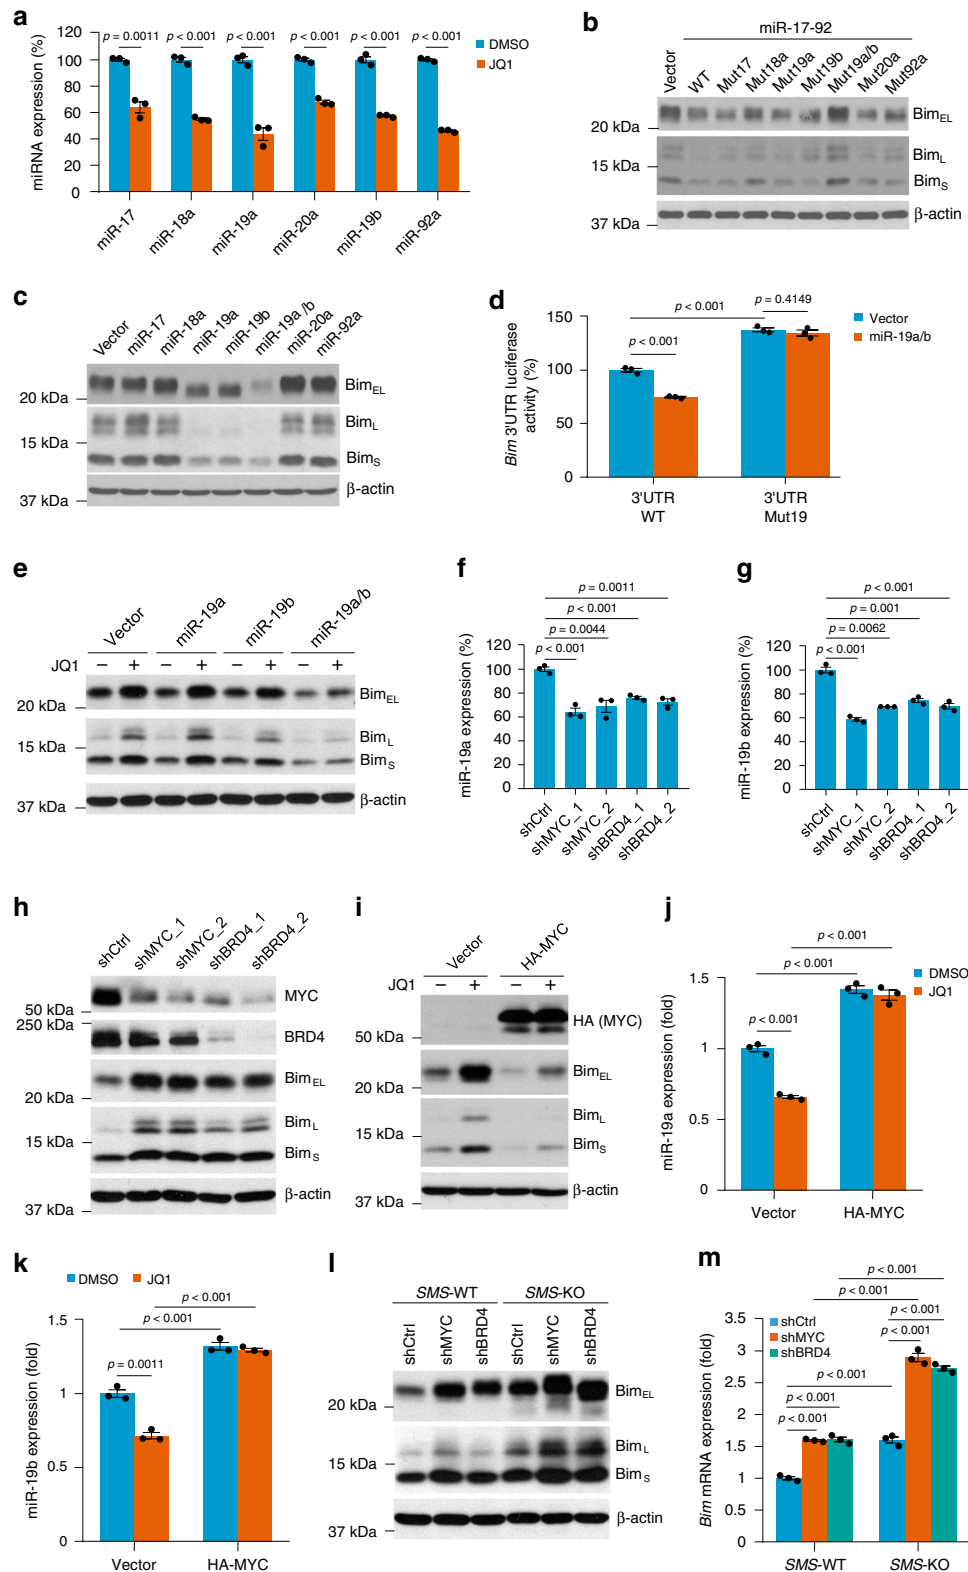 a
miRNA expression (%)
120
100
80
60
40
20
0
p = 0.0011
p < 0.001
p < 0.001
p < 0.001
p < 0.001
p < 0.001
DMSO
JQ1
miR-17
miR-18a
miR-19a
miR-20a
miR-19b
miR-92a
b
miR-17-92
Vector
WT
Mut17
Mut18a
Mut19a
Mut19b
Mut19a/b
Mut20a
Mut92a
20 kDa
15 kDa
37 kDa
BimEL
BimL
BimS
β-actin
c
Vector
miR-17
miR-18a
miR-19a
miR-19b
miR-19a /b
miR-20a
miR-92a
20 kDa
15 kDa
37 kDa
BimEL
BimL
BimS
β-actin
d
Bim 3'UTR luciferase
activity (%)
150
100
50
0
p < 0.001
p < 0.001
p = 0.4149
Vector
miR-19a/b
3'UTR
WT
3'UTR
Mut19
e
Vector
miR-19a
miR-19b
miR-19a/b
JQ1
− + − + − + − +
20 kDa
15 kDa
37 kDa
BimEL
BimL
BimS
β-actin
f
miR-19a expression (%)
120
100
80
60
40
20
0
p = 0.0011
p < 0.001
p = 0.0044
p < 0.001
shCtrl
shMYC_1
shMYC_2
shBRD4_1
shBRD4_2
g
miR-19b expression (%)
120
100
80
60
40
20
0
p < 0.001
p = 0.001
p = 0.0062
p < 0.001
shCtrl
shMYC_1
shMYC_2
shBRD4_1
shBRD4_2
h
shCtrl
shMYC_1
shMYC_2
shBRD4_1
shBRD4_2
50 kDa
250 kDa
20 kDa
15 kDa
37 kDa
MYC
BRD4
BimEL
BimL
BimS
β-actin
i
Vector
HA-MYC
JQ1
− + − +
50 kDa
20 kDa
15 kDa
37 kDa
HA (MYC)
BimEL
BimL
BimS
β-actin
j
miR-19a expression (fold)
1.5
1
0.5
0
p < 0.001
p < 0.001
p < 0.001
DMSO
JQ1
Vector
HA-MYC
k
DMSO
JQ1
miR-19b expression (fold)
1.5
1
0.5
0
p < 0.001
p < 0.001
p = 0.0011
Vector
HA-MYC
l
SMS-WT
SMS-KO
shCtrl
shMYC
shBRD4
shCtrl
shMYC
shBRD4
20 kDa
15 kDa
37 kDa
BimEL
BimL
BimS
β-actin
m
Bim mRNA expression (fold)
3.5
3
2.5
2
1.5
1
0.5
0
shCtrl
shMYC
shBRD4
p < 0.001
p < 0.001
p < 0.001
p < 0.001
p < 0.001
p < 0.001
p < 0.001
SMS-WT
SMS-KO